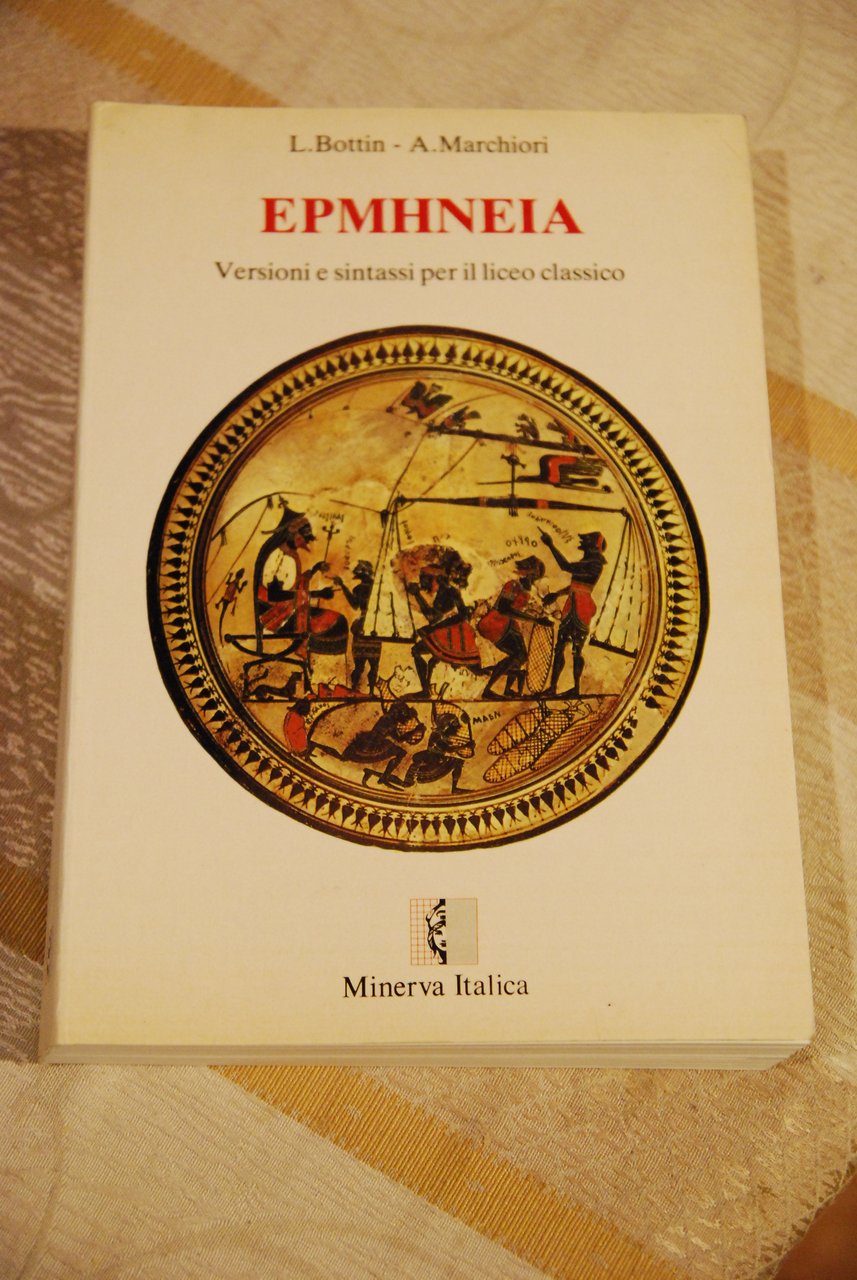 L.Bottin - A.Marchiori
ΕΡΜΗΝΕΙΑ
Versioni e sintassi per il liceo classico
Minerva Italica